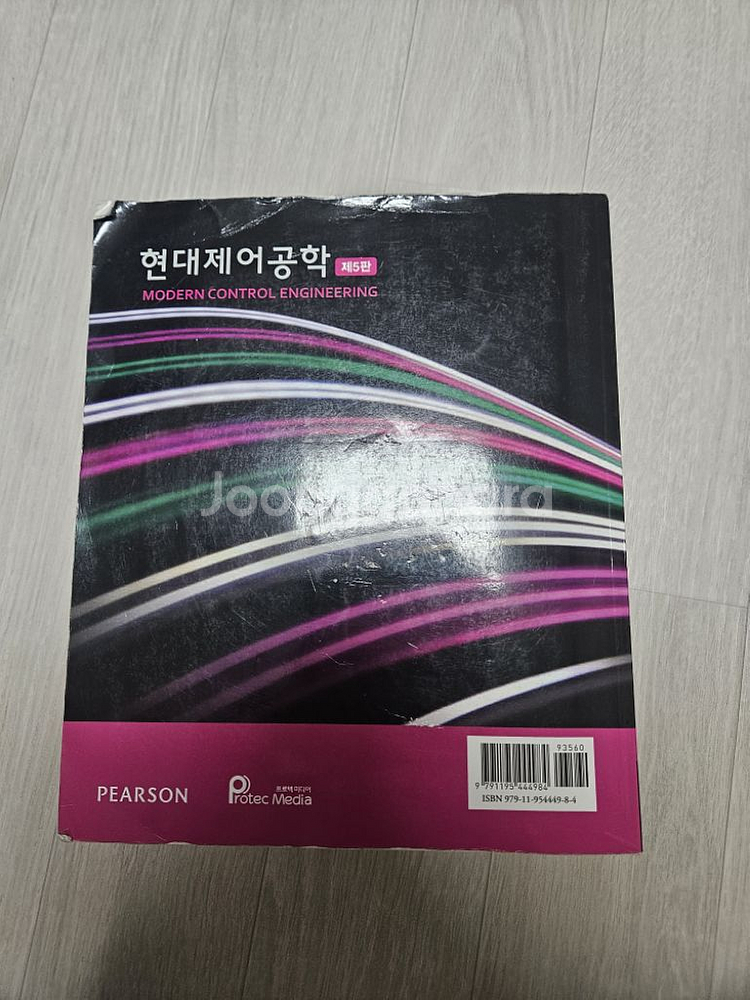 현대제어공학 제5판
MODERN CONTROL ENGINEERING
PEARSON
프로텍 미디어
Protec Media
93560
9 791195 444984
ISBN 979-11-954449-8-4